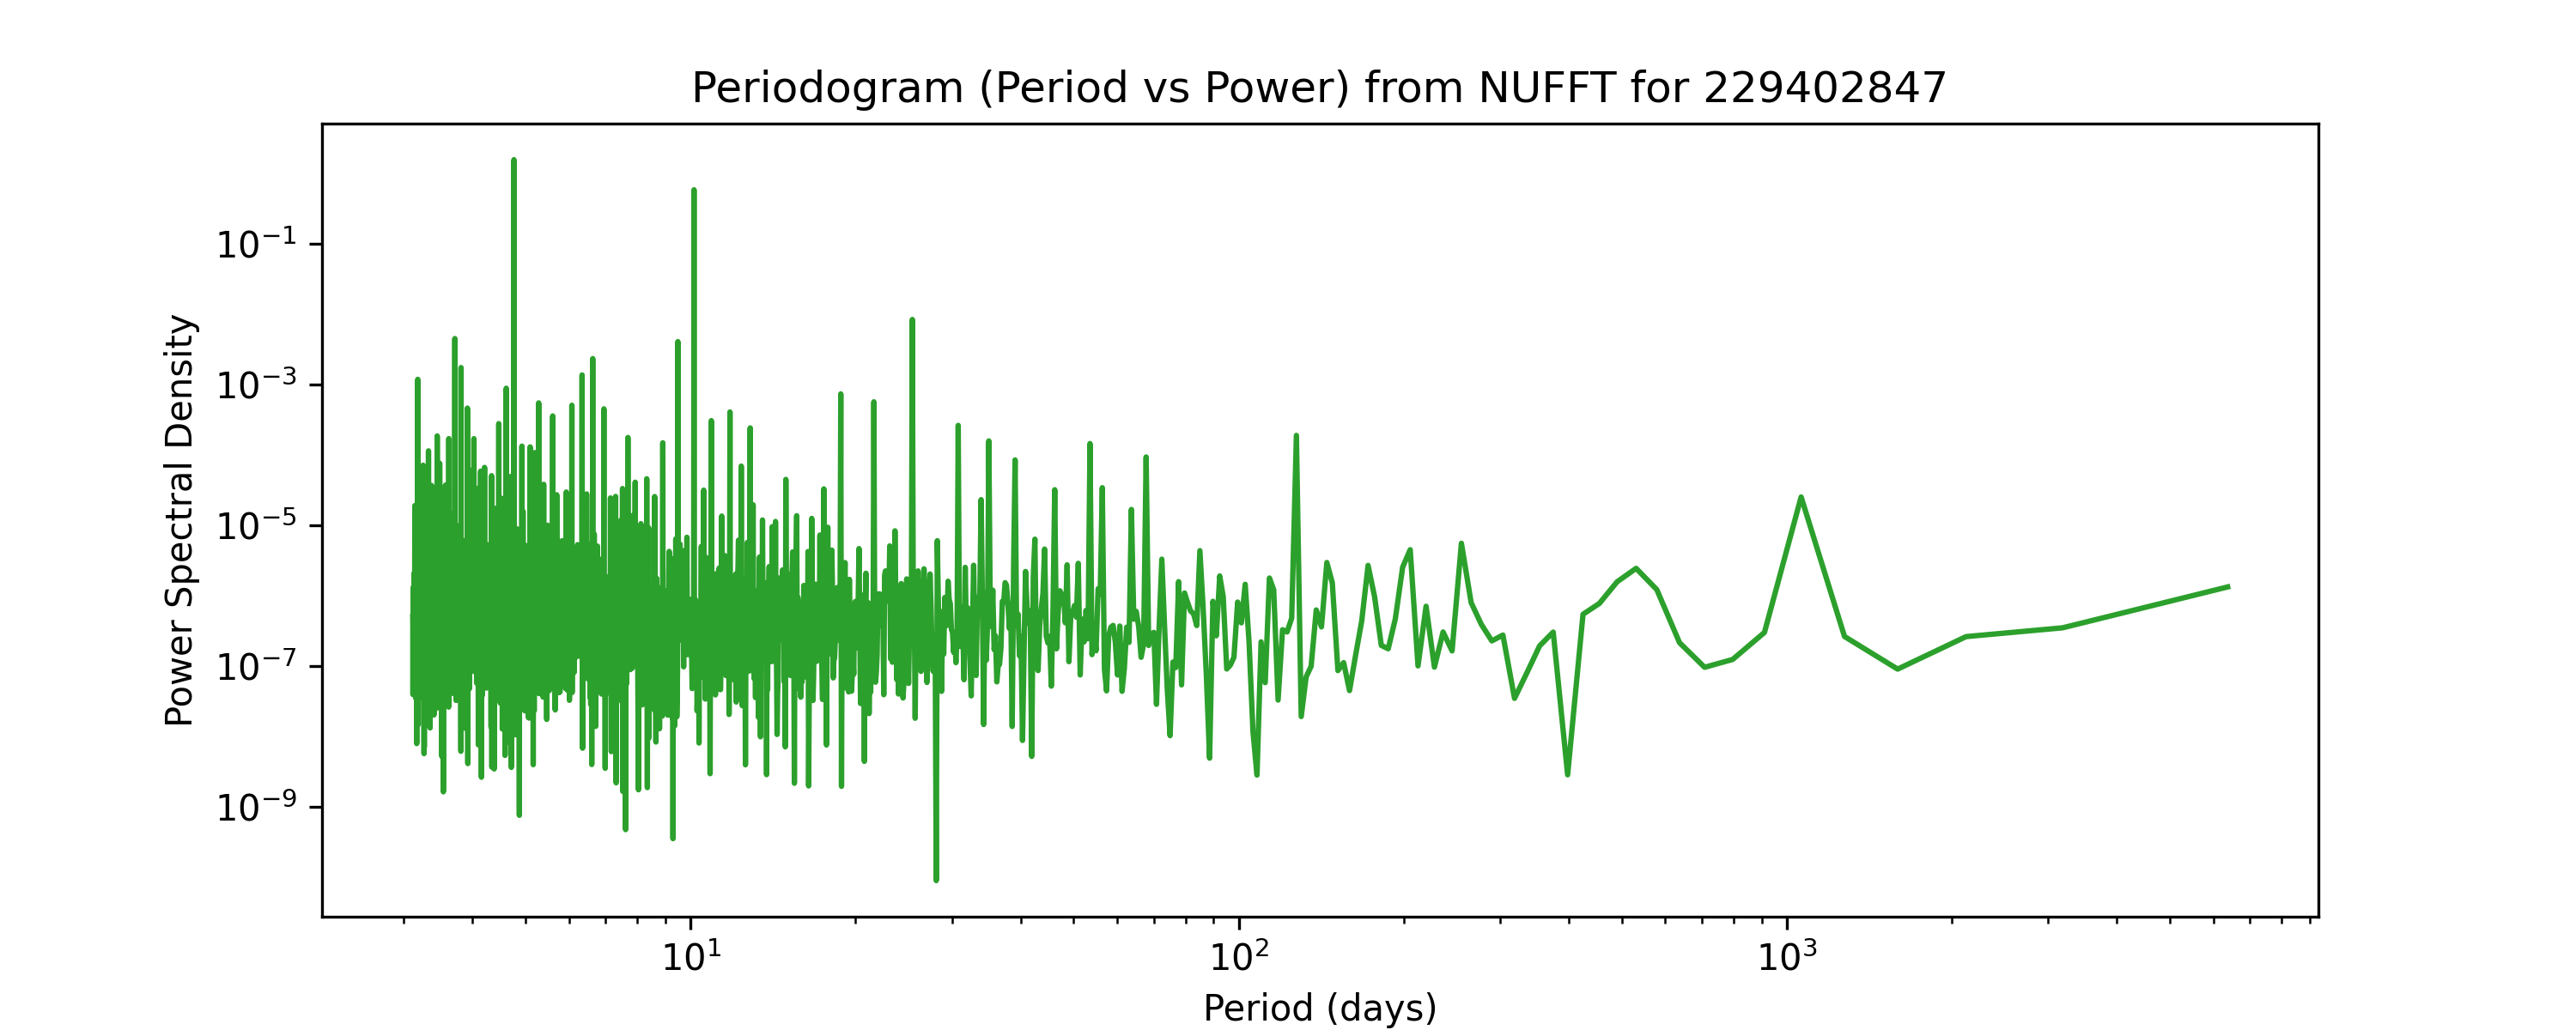 Periodogram (Period vs Power) from NUFFT for 229402847
Power Spectral Density
10⁻¹
10⁻³
10⁻⁵
10⁻⁷
10⁻⁹
10¹ 10² 10³
Period (days)